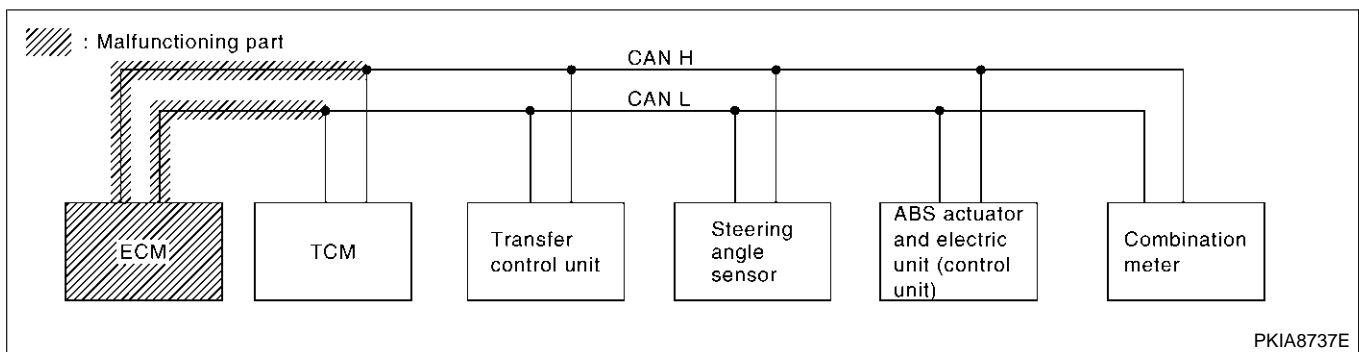 : Malfunctioning part
CAN H
CAN L
ECM
TCM
Transfer
control unit
Steering
angle
sensor
ABS actuator
and electric
unit (control
unit)
Combination
meter
PKIA8737E